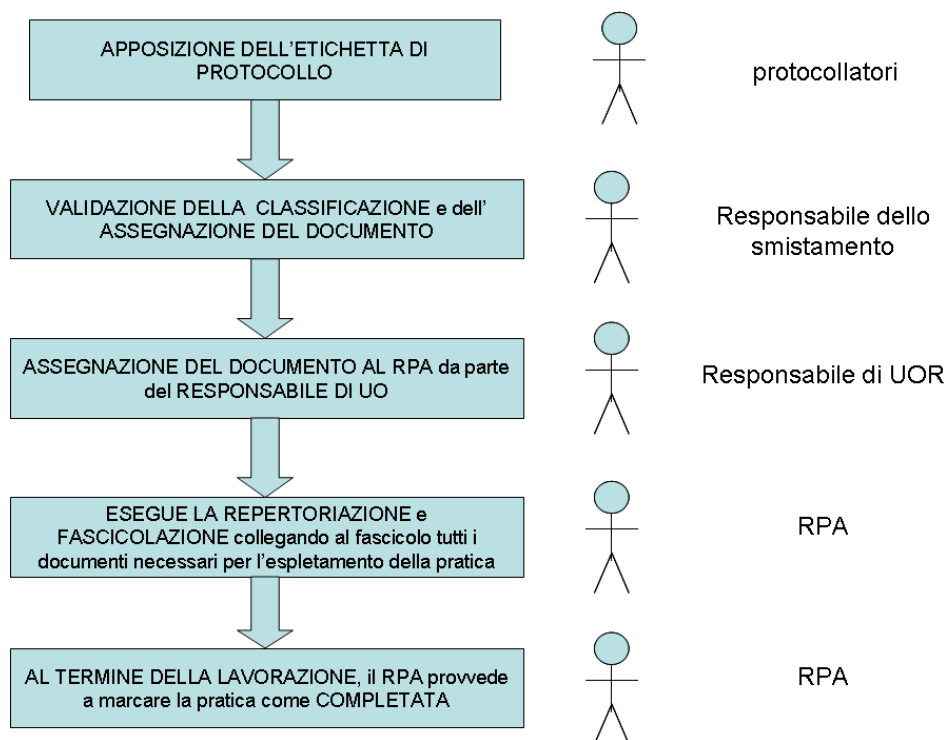 APPOSIZIONE DELL'ETICHETTA DI
PROTOCOLLO
protocollatori
VALIDAZIONE DELLA CLASSIFICAZIONE e dell'
ASSEGNAZIONE DEL DOCUMENTO
Responsabile dello
smistamento
ASSEGNAZIONE DEL DOCUMENTO AL RPA da parte
del RESPONSABILE DI UO
Responsabile di UOR
ESEGUE LA REPERTORIAZIONE e
FASCICOLAZIONE collegando al fascicolo tutti i
documenti necessari per l'espletamento della pratica
RPA
AL TERMINE DELLA LAVORAZIONE, il RPA provvede
a marcare la pratica come COMPLETATA
RPA